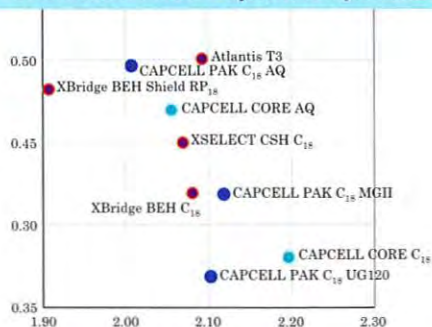 0.50
Atlantis T3
CAPCELL PAK C₁₈ AQ
XBridge BEH Shield RP₁₈
CAPCELL CORE AQ
0.45
XSELECT CSH C₁₈
XBridge BEH C₁₈
CAPCELL PAK C₁₈ MGII
0.30
CAPCELL CORE C₁₈
CAPCELL PAK C₁₈ UG120
0.35
1.90
2.00
2.10
2.20
2.30